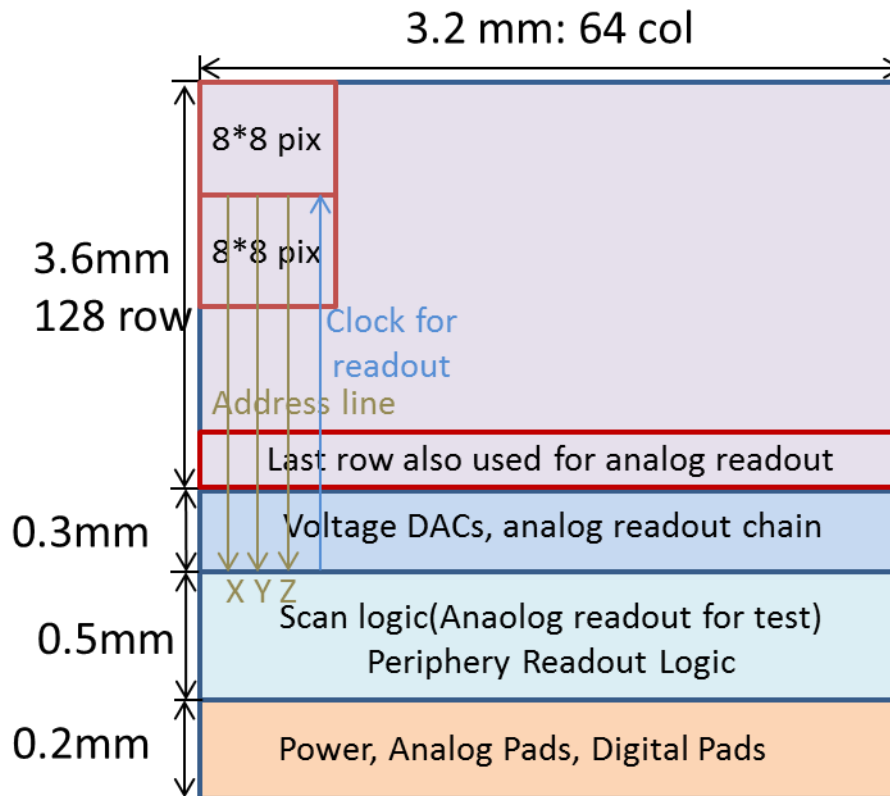 3.2 mm: 64 col
8*8 pix
8*8 pix
3.6mm
128 row
Clock for
readout
Address line
Last row also used for analog readout
0.3mm
Voltage DACs, analog readout chain
X Y Z
0.5mm
Scan logic(Anaolog readout for test)
Periphery Readout Logic
0.2mm
Power, Analog Pads, Digital Pads